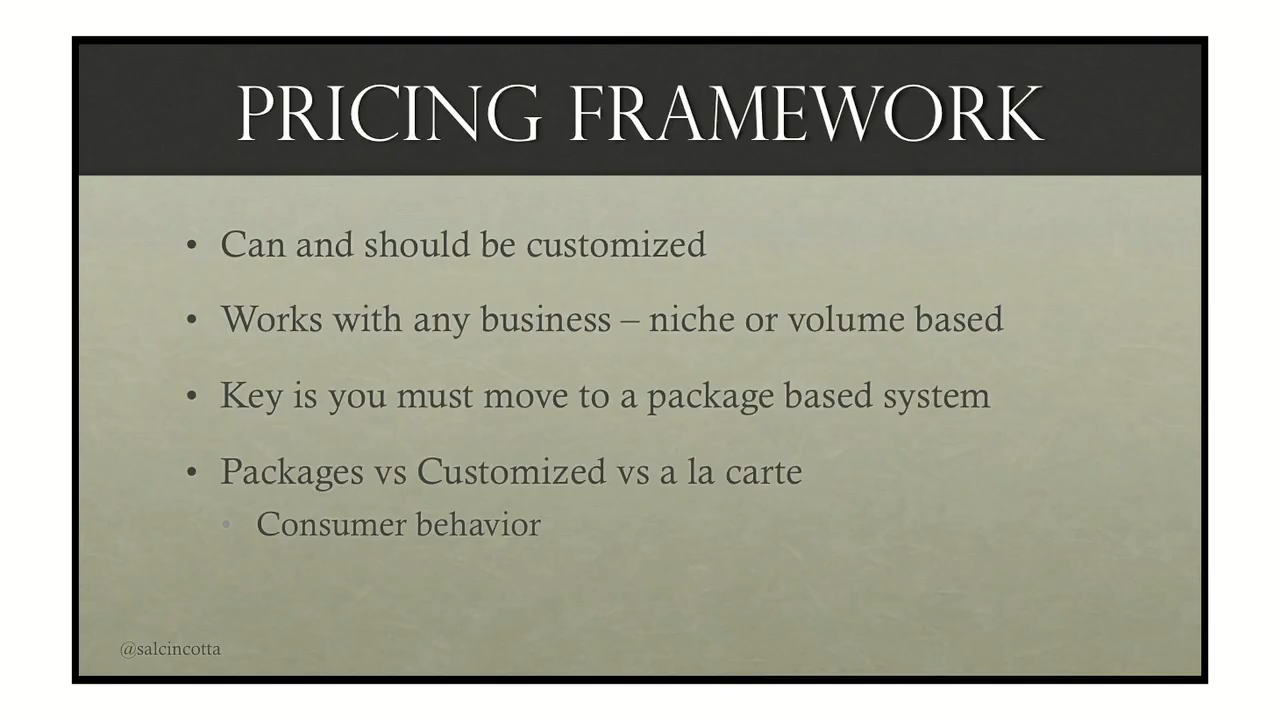 PRICING FRAMEWORK
• Can and should be customized
• Works with any business – niche or volume based
• Key is you must move to a package based system
• Packages vs Customized vs a la carte
• Consumer behavior
@salcincotta